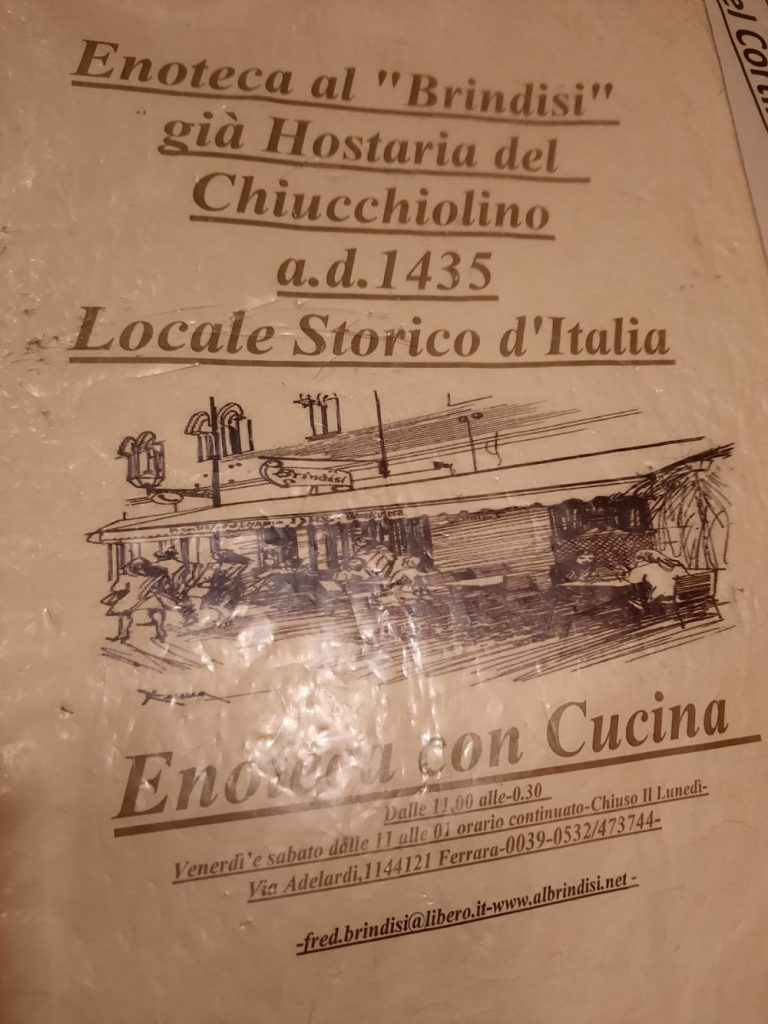 Enoteca al "Brindisi"
già Hostaria del
Chiucchiolino
a.d.1435
Locale Storico d'Italia
Brindisi
Enoteca con Cucina
Dalle 11,00 alle-0.30
Venerdì'e sabato dalle 11 alle 01 orario continuato-Chiuso Il Lunedì-
Via Adelardi,1144121 Ferrara-0039-0532/473744-
-fred.brindisi@libero.it-www.albrindisi.net -